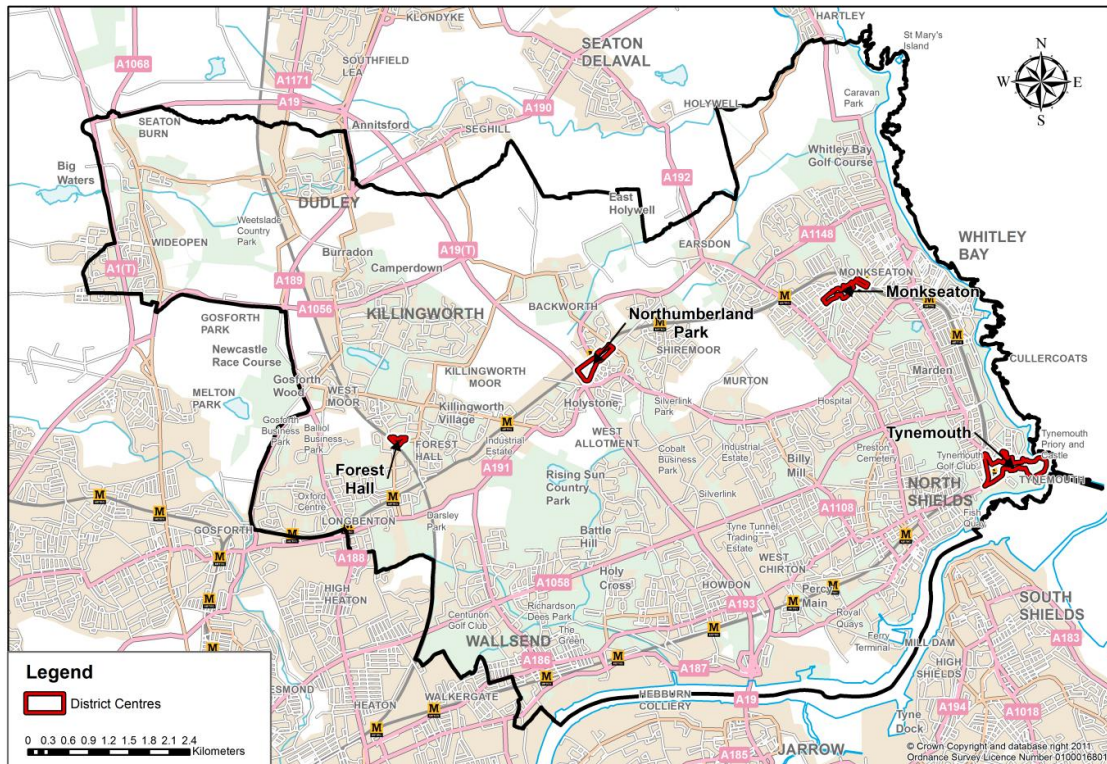 HARTLEY
KLONDYKE
St Mary's
Island
SEATON
DELAVAL
A1068
SOUTHFIELD
LEA
A1171
N
W E
S
A19
A190
HOLYWELL
Caravan
Park
SEATON
BURN
Annitsford
SEGHILL
Big
Waters
Whitley Bay
Golf Course
A192
DUDLEY
East
Holywell
Weetslade
Country
Park
WIDEOPEN
A1148
WHITLEY
BAY
EARSDON
Burradon
A19(T)
A1(T)
Camperdown
A189
MONKSEATON
Monkseaton
A1056
BACKWORTH
Northumberland
Park
GOSFORTH
PARK
KILLINGWORTH
SHIREMOOR
Newcastle
Race Course
CULLERCOATS
KILLINGWORTH
MOOR
Marden
MURTON
Gosforth
Wood
WEST
MOOR
MELTON
PARK
Holystone
Silverlink
Park
Hospital
Killingworth
Village
Gosforth
Business
Park
Balliol
Business
Park
FOREST
HALL
Industrial
Estate
WEST
ALLOTMENT
Cobalt
Business
Park
Industrial
Estate
Billy
Mill
Preston
Cemetery
Tynemouth
Tynemouth
Priory and
Castle
Tynemouth
Golf Club
TYNEMOUTH
A191
Forest
Hall
Rising Sun
Country
Park
NORTH
SHIELDS
Oxford
Centre
Silverlink
Fish
Quay
GOSFORTH
LONGBENTON
Darsley
Park
A1108
Battle
Hill
Tyne Tunnel
Trading
Estate
A188
WEST
CHIRTON
HIGH
HEATON
A1058
Holy
Cross
HOWDON
Percy
Main
SOUTH
SHIELDS
A193
Richardson
Dees Park
Centurion
Golf Club
The
Green
Royal
Quays
A183
WALLSEND
Ferry
Terminal
MILL DAM
A186
A187
HIGH
SHIELDS
Legend
District Centres
ESMOND
HEATON
WALKERGATE
HEBBURN
COLLIERY
A19
A194
A1018
Tyne
Dock
0 0.3 0.6 0.9 1.2 1.5 1.8 2.1 2.4
Kilometers
A185
JARROW
© Crown Copyright and database right 2011.
Ordnance Survey Licence Number 0100016801